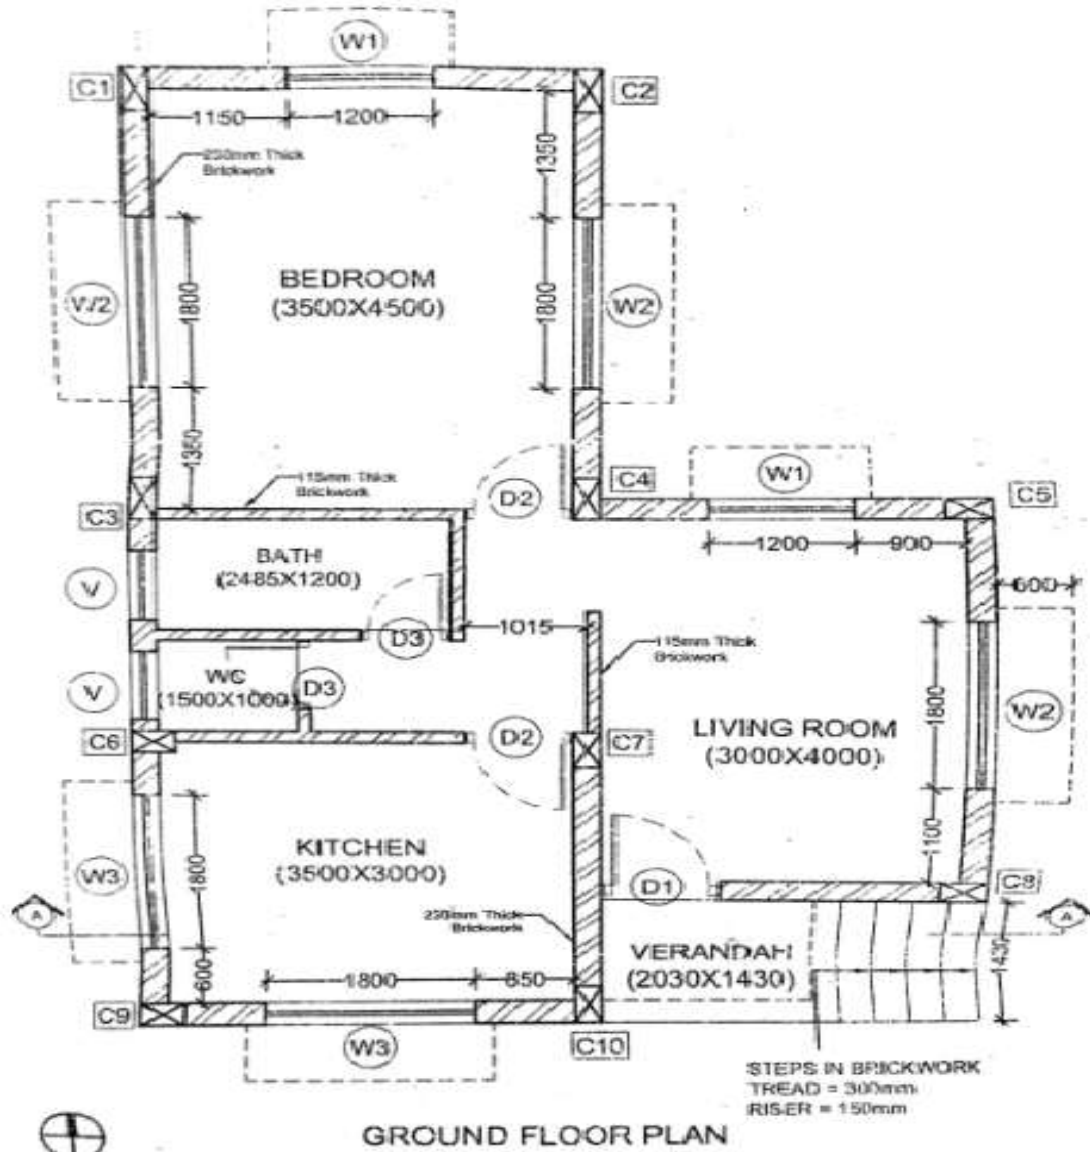 W1
C1
C2
1150
1200
1350
230mm Thick
Brickwork
BEDROOM
(3500X4500)
W2
1800
1800
W2
1350
115mm Thick
Brickwork
D2
C4
W1
C5
C3
1200
900
BATH
(2485X1200)
V
600
D3
1015
115mm Thick
Brickwork
WC
(1500X1000)
D3
V
LIVING ROOM
(3000X4000)
1800
W2
C6
D2
C7
KITCHEN
(3500X3000)
1800
W3
1100
D1
C8
A
A
230mm Thick
Brickwork
VERANDAH
(2030X1430)
1430
600
1800
850
C9
W3
C10
STEPS IN BRICKWORK
TREAD = 300mm
RISER = 150mm
GROUND FLOOR PLAN